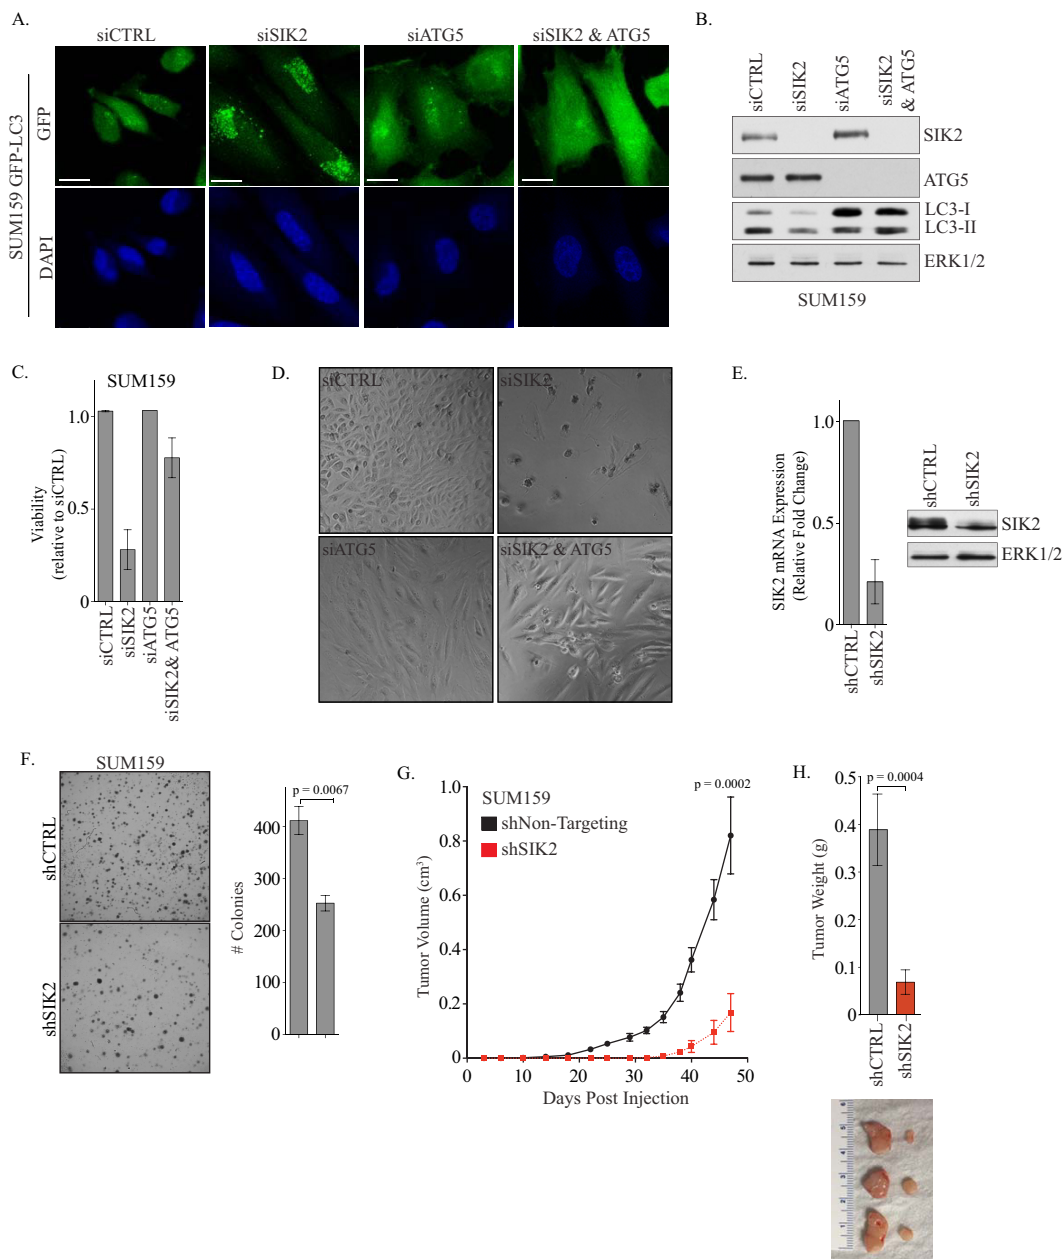 A.
siCTRL siSIK2 siATG5 siSIK2 & ATG5
SUM159 GFP-LC3
GFP
DAPI
B.
siCTRL
siSIK2
siATG5
siSIK2
& ATG5
SIK2
ATG5
LC3-I
LC3-II
ERK1/2
SUM159
C.
SUM159
Viability
(relative to siCTRL)
1.0
0.5
0
siCTRL
siSIK2
siATG5
siSIK2& ATG5
D.
siCTRL siSIK2
siATG5 siSIK2 & ATG5
E.
SIK2 mRNA Expression
(Relative Fold Change)
1.0
0.5
0
shCTRL
shSIK2
shCTRL
shSIK2
SIK2
ERK1/2
F.
SUM159
shCTRL
shSIK2
p = 0.0067
# Colonies
400
300
200
100
0
G.
SUM159
shNon-Targeting
shSIK2
p = 0.0002
Tumor Volume (cm³)
1.0
0.8
0.6
0.4
0.2
0
0 10 20 30 40 50
Days Post Injection
H.
p = 0.0004
Tumor Weight (g)
0.5
0.4
0.3
0.2
0.1
0
shCTRL
shSIK2